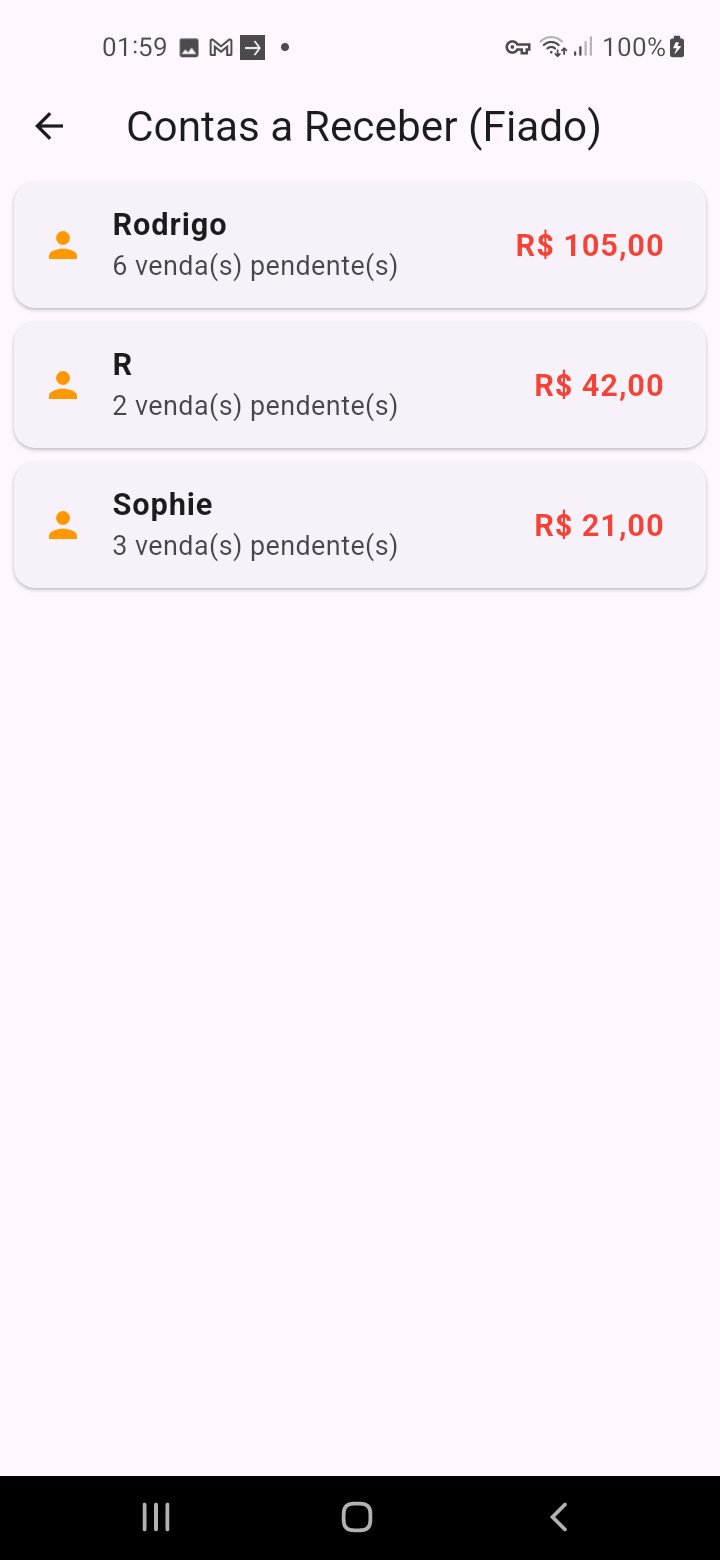 01:59 100%
Contas a Receber (Fiado)
Rodrigo
6 venda(s) pendente(s)
R$ 105,00
R
2 venda(s) pendente(s)
R$ 42,00
Sophie
3 venda(s) pendente(s)
R$ 21,00